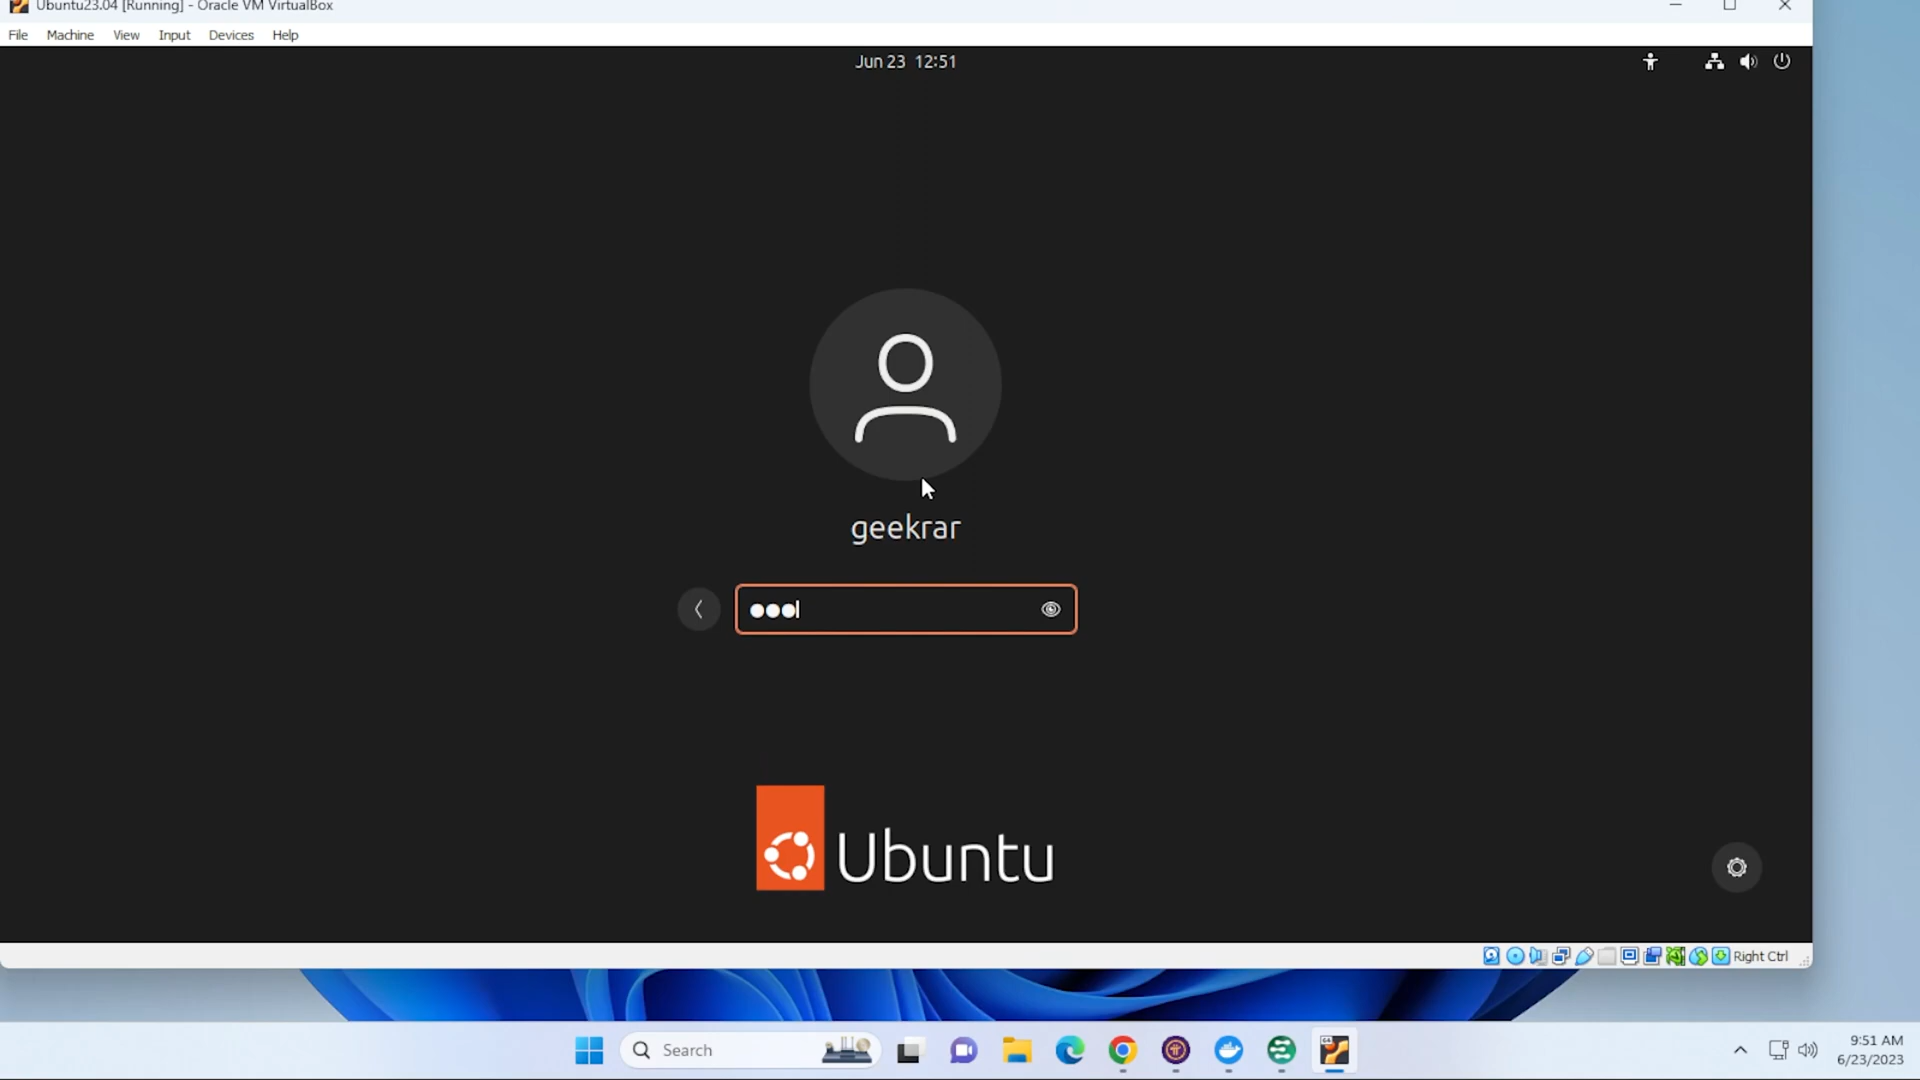 Ubuntu23.04 [Running] - Oracle VM VirtualBox
File Machine View Input Devices Help
Jun 23 12:51
geekrar
Ubuntu
Right Ctrl
Search
64
9:51 AM
6/23/2023